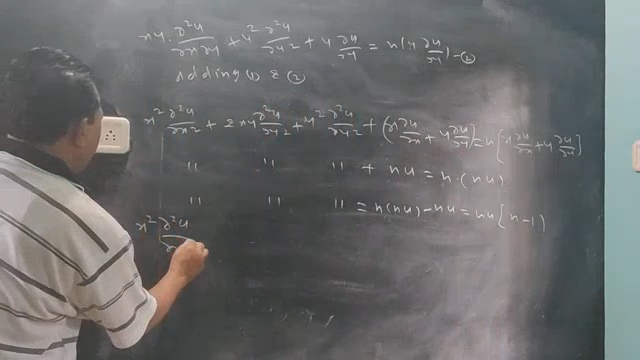 xy. ∂²u/∂x∂y + y² ∂²u/∂y² + y ∂u/∂y = n(y ∂u/∂y) — ②
Adding ① & ②
x² ∂²u/∂x² + 2xy ∂²u/∂y² + y² ∂²u/∂y² + (x ∂u/∂x + y ∂u/∂y) = n[x ∂u/∂x + y ∂u/∂y]
" " " + nu = n.(nu)
" " " = n(nu) - nu = nu[n-1)
x² ∂²u/∂